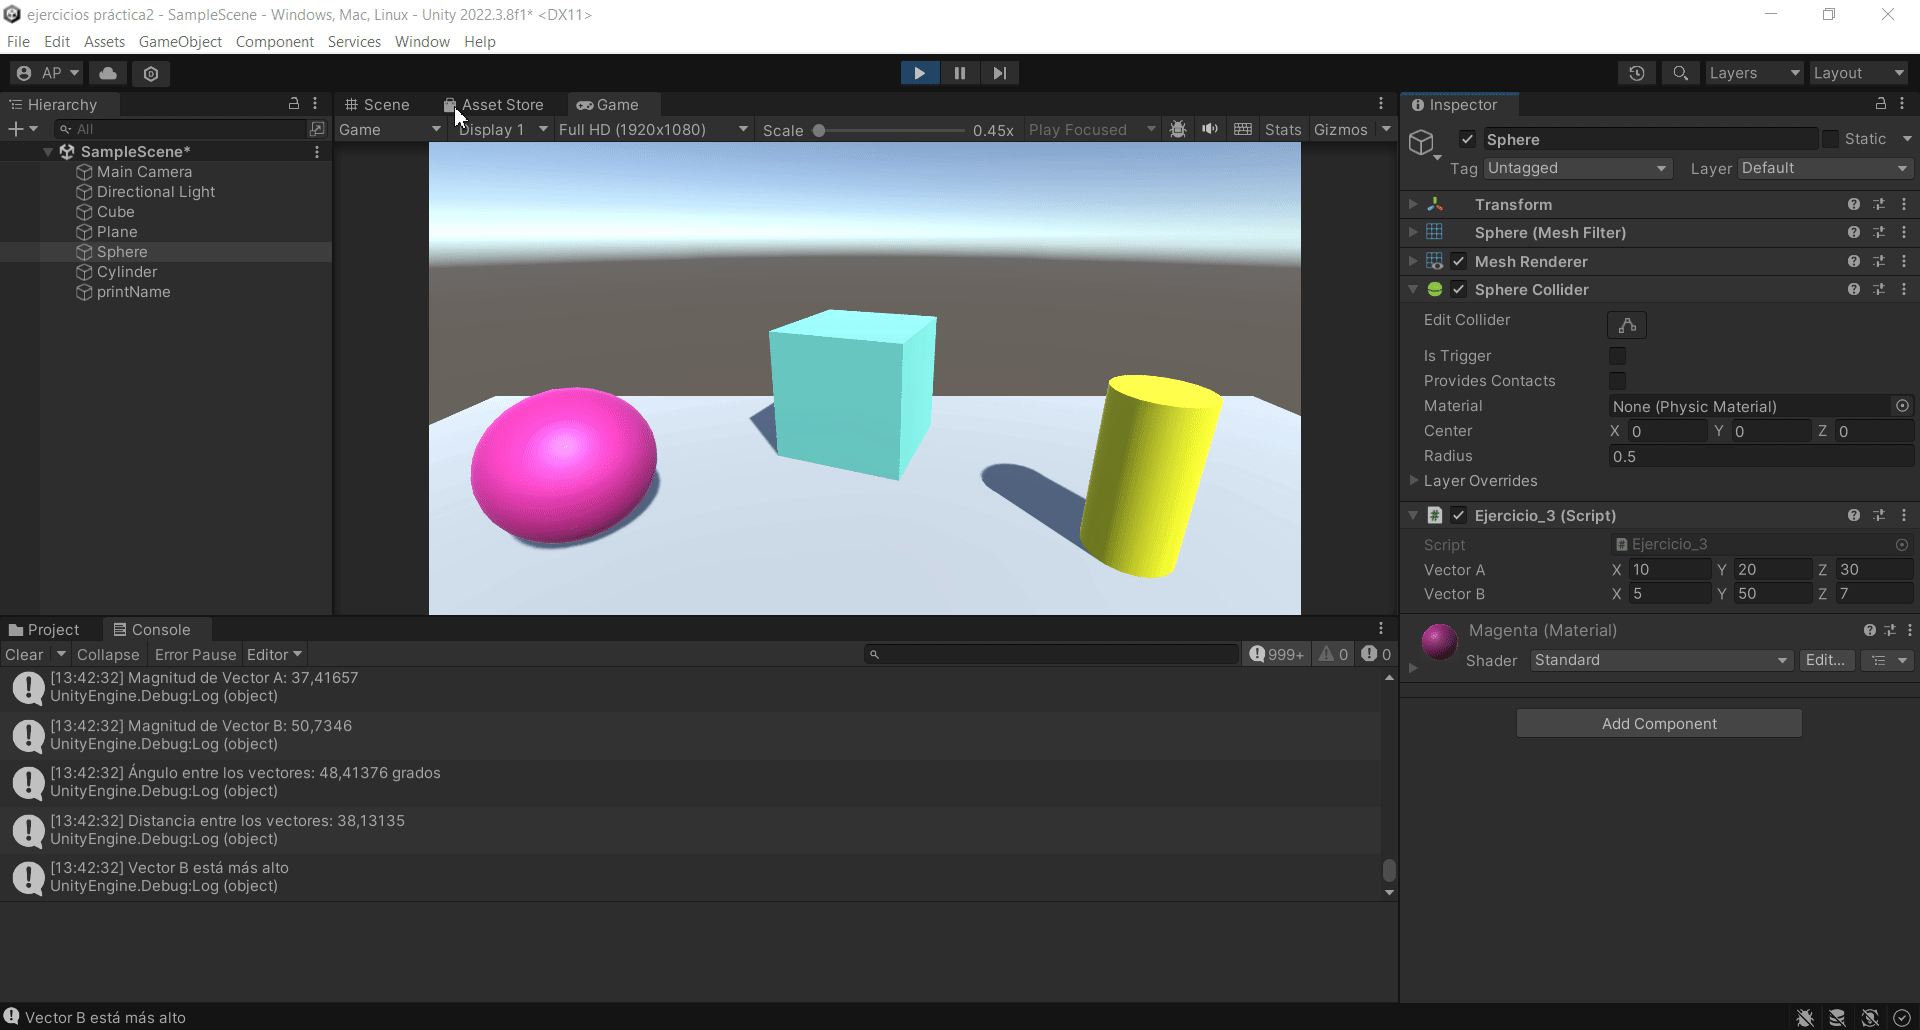 ejercicios práctica2 - SampleScene - Windows, Mac, Linux - Unity 2022.3.8f1* <DX11>
File Edit Assets GameObject Component Services Window Help
AP Layers Layout
Hierarchy
All
SampleScene*
Main Camera
Directional Light
Cube
Plane
Sphere
Cylinder
printName
Scene Asset Store Game
Game Display 1 Full HD (1920x1080) Scale 0.45x Play Focused Stats Gizmos
Inspector
Sphere Static
Tag Untagged Layer Default
Transform
Sphere (Mesh Filter)
Mesh Renderer
Sphere Collider
Edit Collider
Is Trigger
Provides Contacts
Material None (Physic Material)
Center X 0 Y 0 Z 0
Radius 0.5
Layer Overrides
Ejercicio_3 (Script)
Script Ejercicio_3
Vector A X 10 Y 20 Z 30
Vector B X 5 Y 50 Z 7
Magenta (Material)
Shader Standard Edit...
Add Component
Project Console
Clear Collapse Error Pause Editor 999+ 0 0
[13:42:32] Magnitud de Vector A: 37,41657
UnityEngine.Debug:Log (object)
[13:42:32] Magnitud de Vector B: 50,7346
UnityEngine.Debug:Log (object)
[13:42:32] Ángulo entre los vectores: 48,41376 grados
UnityEngine.Debug:Log (object)
[13:42:32] Distancia entre los vectores: 38,13135
UnityEngine.Debug:Log (object)
[13:42:32] Vector B está más alto
UnityEngine.Debug:Log (object)
Vector B está más alto